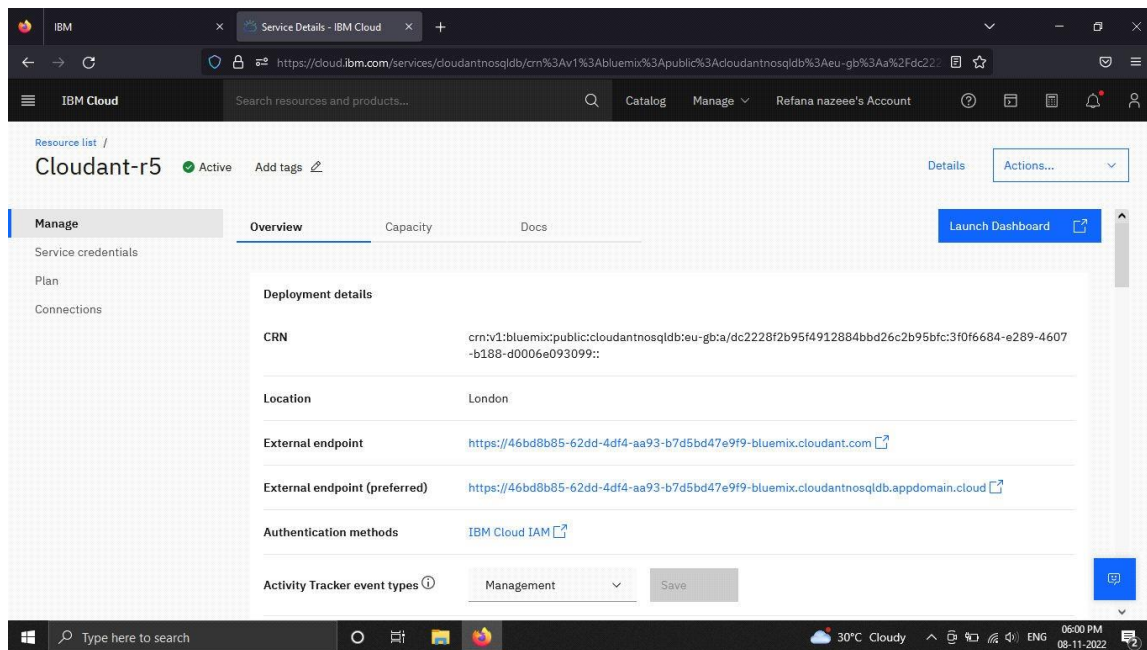 IBM
Service Details - IBM Cloud
https://cloud.ibm.com/services/cloudantnosqldb/crn%3Av1%3Abluemix%3Apublic%3Acloudantnosqldb%3Aeu-gb%3Aa%2Fdc222
IBM Cloud
Search resources and products...
Catalog
Manage
Refana nazeee's Account
Resource list /
Cloudant-r5
Active
Add tags
Details
Actions...
Manage
Service credentials
Plan
Connections
Overview
Capacity
Docs
Launch Dashboard
Deployment details
CRN
crn:v1:bluemix:public:cloudantnosqldb:eu-gb:a/dc2228f2b95f4912884bbd26c2b95bfc:3f0f6684-e289-4607
-b188-d0006e093099::
Location
London
External endpoint
https://46bd8b85-62dd-4df4-aa93-b7d5bd47e9f9-bluemix.cloudant.com
External endpoint (preferred)
https://46bd8b85-62dd-4df4-aa93-b7d5bd47e9f9-bluemix.cloudantnosqldb.appdomain.cloud
Authentication methods
IBM Cloud IAM
Activity Tracker event types
Management
Save
Type here to search
30°C Cloudy
ENG
06:00 PM
08-11-2022
2